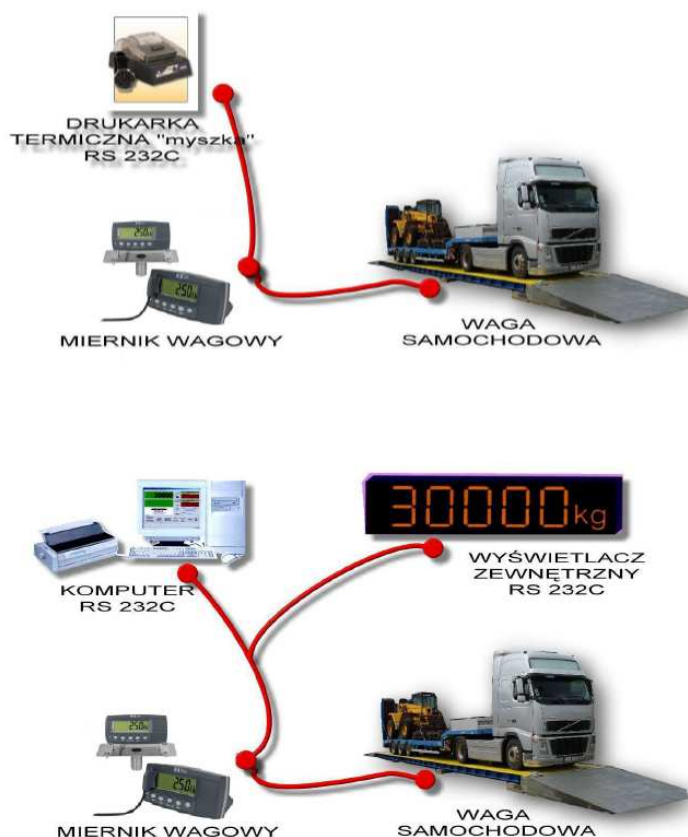 DRUKARKA
TERMICZNA "myszka"
RS 232C
MIERNIK WAGOWY
WAGA
SAMOCHODOWA
30000kg
KOMPUTER
RS 232C
WYŚWIETLACZ
ZEWNĘTRZNY
RS 232C
MIERNIK WAGOWY
WAGA
SAMOCHODOWA